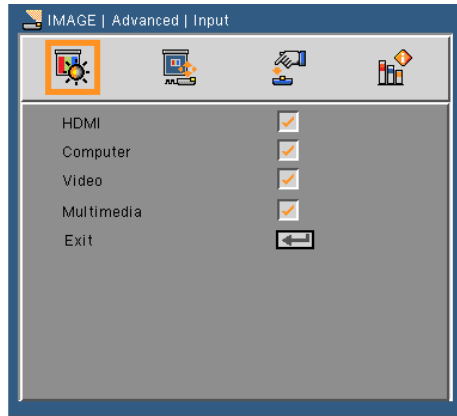 IMAGE | Advanced | Input
HDMI
Computer
Video
Multimedia
Exit